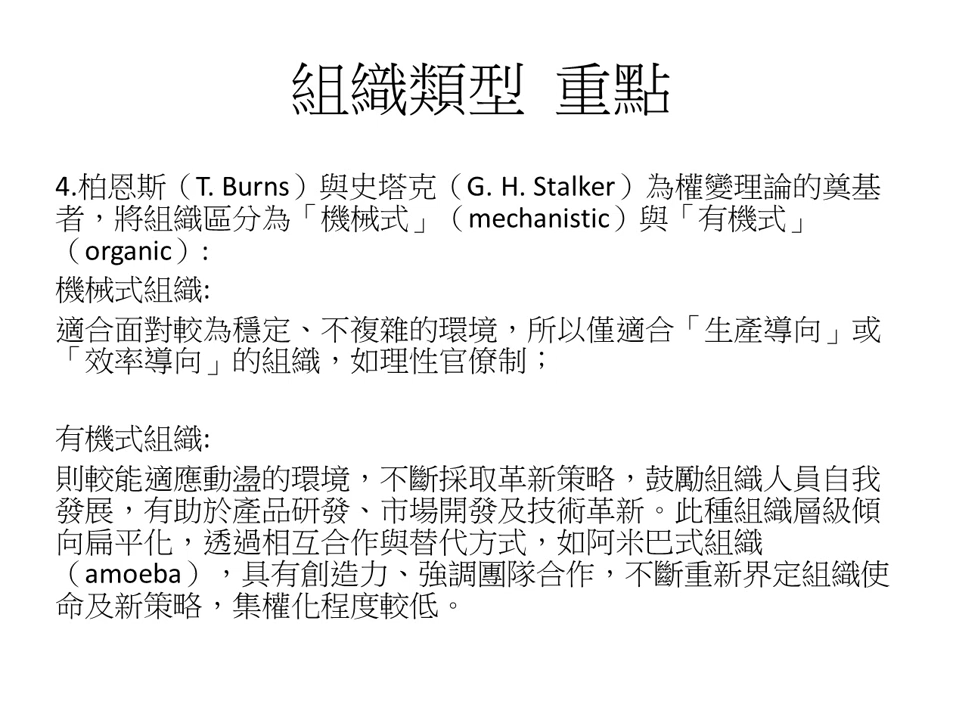 組織類型 重點
4.柏恩斯（T. Burns）與史塔克（G. H. Stalker）為權變理論的奠基
者，將組織區分為「機械式」（mechanistic）與「有機式」
（organic）:
機械式組織:
適合面對較為穩定、不複雜的環境，所以僅適合「生產導向」或
「效率導向」的組織，如理性官僚制；
有機式組織:
則較能適應動盪的環境，不斷採取革新策略，鼓勵組織人員自我
發展，有助於產品研發、市場開發及技術革新。此種組織層級傾
向扁平化，透過相互合作與替代方式，如阿米巴式組織
（amoeba），具有創造力、強調團隊合作，不斷重新界定組織使
命及新策略，集權化程度較低。